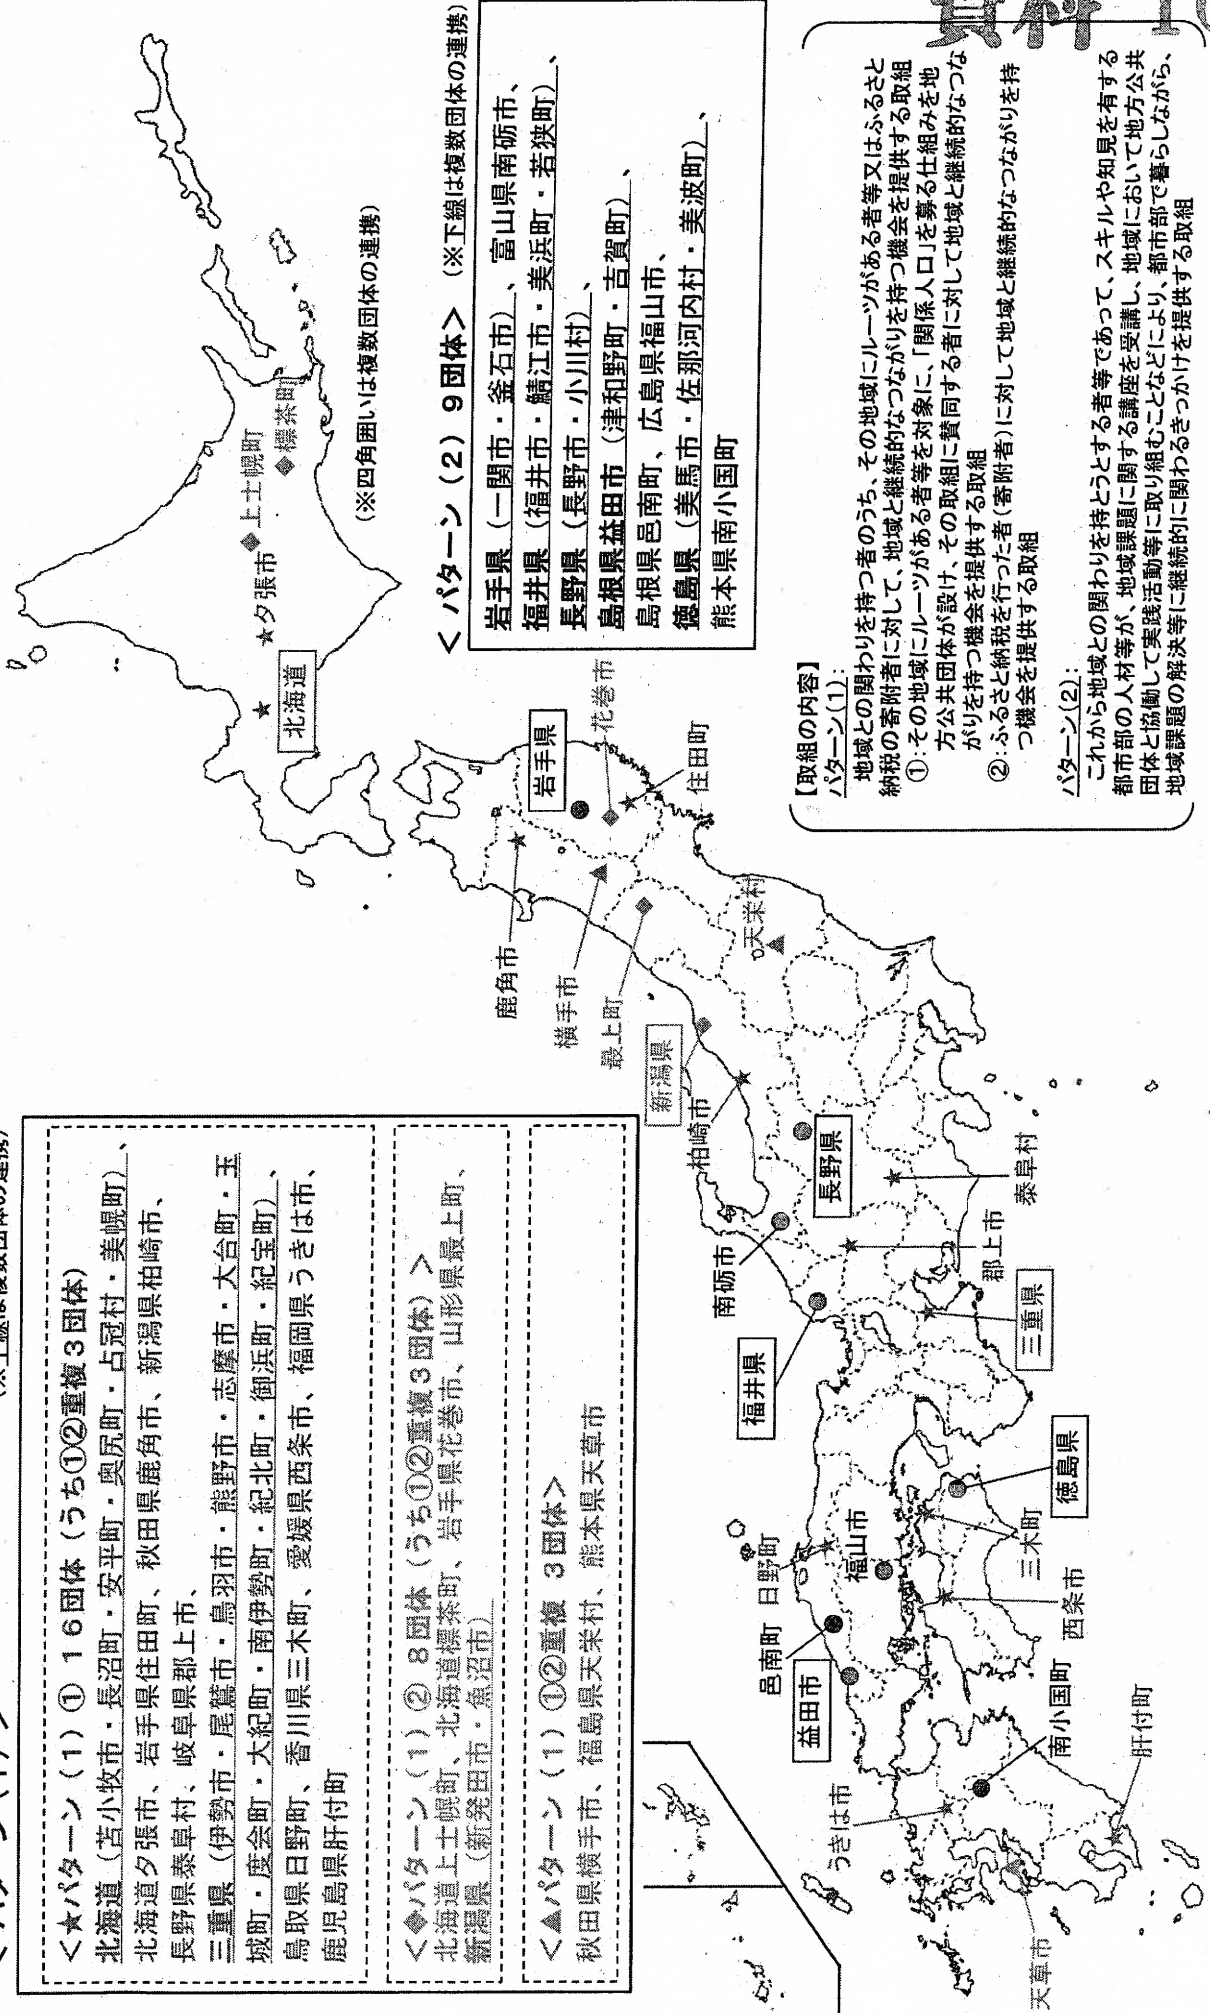 <★パターン(1)① 16団体(うち①②重複3団体)
北海道(苫小牧市・長沼町・安平町・奥尻町・占冠村・美幌町)、
北海道夕張市、岩手県住田町、秋田県鹿角市、新潟県柏崎市、
長野県泰阜村、岐阜県郡上市、
三重県(伊勢市・尾鷲市・鳥羽市・熊野市・志摩市・大台町・玉
城町・度会町・大紀町・南伊勢町・紀北町・御浜町・紀宝町)、
鳥取県日野町、香川県三木町、愛媛県西条市、福岡県うきは市、
鹿児島県肝付町
<◆パターン(1)② 8団体(うち①②重複3団体)>
北海道上士幌町、北海道標茶町、岩手県花巻市、山形県最上町、
新潟県(新発田市・魚沼市)
<▲パターン(1)①②重複 3団体>
秋田県横手市、福島県天栄村、熊本県天草市
<パターン(2)9団体>(※下線は複数団体の連携)
岩手県(一関市・釜石市)、富山県南砺市、
福井県(福井市・鯖江市・美浜町・若狭町)、
長野県(長野市・小川村)、
島根県益田市(津和野町・吉賀町)、
島根県邑南町、広島県福山市、
徳島県(美馬市・佐那河内村・美波町)、
熊本県南小国町
(※四角囲いは複数団体の連携)
北海道
★夕張市
◆上士幌町
◆標茶町
岩手県
花巻市
住田町
鹿角市
横手市
最上町
天栄村
新潟県
柏崎市
長野県
泰阜村
南砺市
郡上市
福井県
三重県
徳島県
三木町
西条市
日野町
福山市
邑南町
益田市
南小国町
うきは市
肝付町
天草市
【取組の内容】
パターン(1):
地域との関わりを持つ者のうち、その地域にルーツがある者等又はふるさと
納税の寄附者に対して、地域と継続的なつながりを持つ機会を提供する取組
①:その地域にルーツがある者等を対象に、「関係人口」を募る仕組みを地
方公共団体が設け、その取組に賛同する者に対して地域と継続的なつな
がりを持つ機会を提供する取組
②:ふるさと納税を行った者(寄附者)に対して地域と継続的なつながりを持
つ機会を提供する取組
パターン(2):
これから地域との関わりを持とうとする者等であって、スキルや知見を有する
都市部の人材等が、地域課題に関する講座を受講し、地域において地方公共
団体と協働して実践活動等に取り組むことなどにより、都市部で暮らしながら、
地域課題の解決等に継続的に関わるきっかけを提供する取組
資料